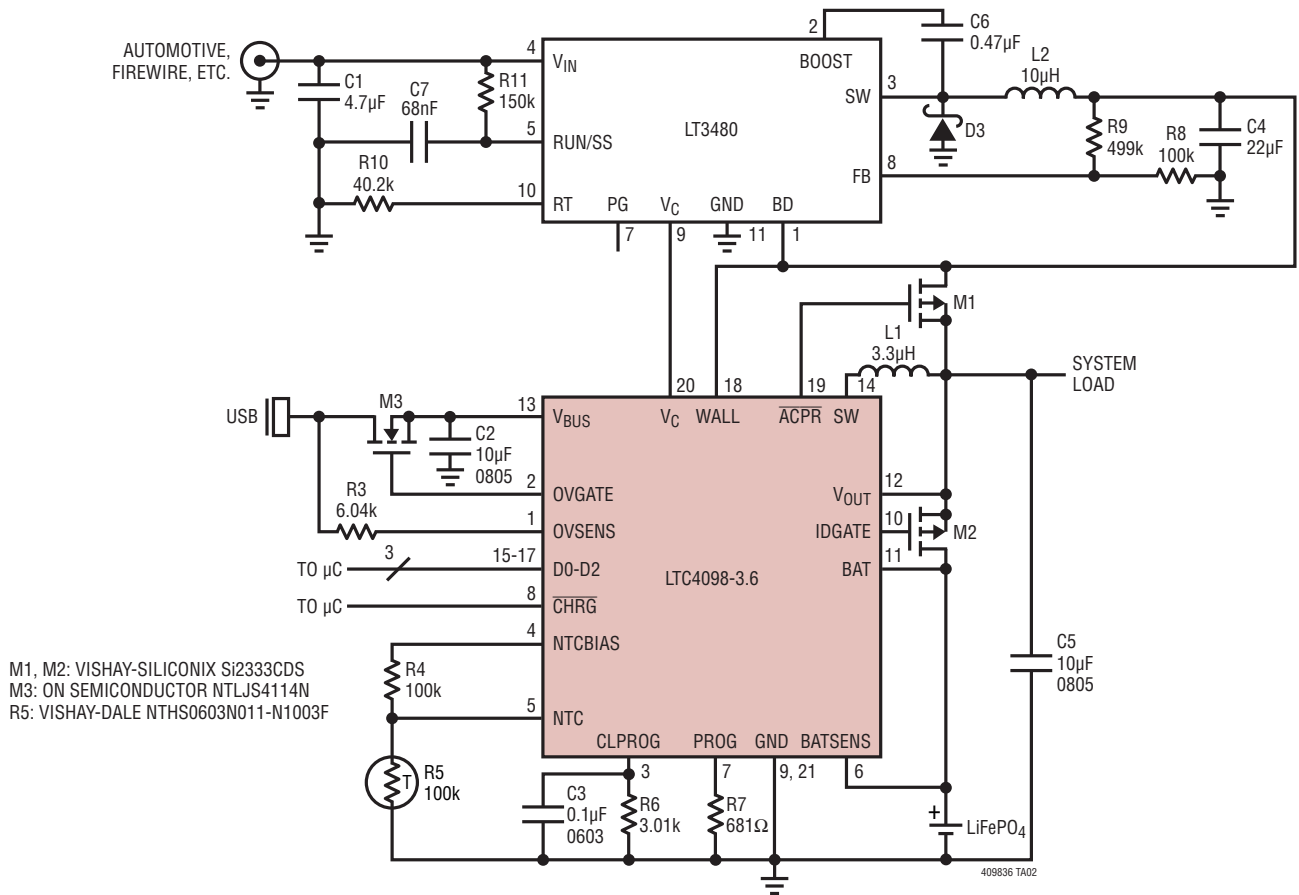 AUTOMOTIVE,
FIREWIRE, ETC.
C1
4.7µF
C7
68nF
R11
150k
R10
40.2k
4
VIN
5
RUN/SS
10
RT
PG
7
VC
9
GND
11
BD
1
LT3480
2
BOOST
SW
3
FB
8
C6
0.47µF
D3
L2
10µH
R9
499k
R8
100k
C4
22µF
M1
L1
3.3µH
SYSTEM
LOAD
USB
M3
C2
10µF
0805
R3
6.04k
3
TO µC
TO µC
13
VBUS
2
OVGATE
1
OVSENS
15-17
D0-D2
8
CHRG
4
NTCBIAS
5
NTC
20
VC
18
WALL
19
ACPR
14
SW
VOUT
12
IDGATE
10
BAT
11
M2
LTC4098-3.6
CLPROG
3
PROG
7
GND
9, 21
BATSENS
6
R4
100k
T
R5
100k
C3
0.1µF
0603
R6
3.01k
R7
681Ω
C5
10µF
0805
+
LiFePO4
M1, M2: VISHAY-SILICONIX Si2333CDS
M3: ON SEMICONDUCTOR NTLJS4114N
R5: VISHAY-DALE NTHS0603N011-N1003F
409836 TA02